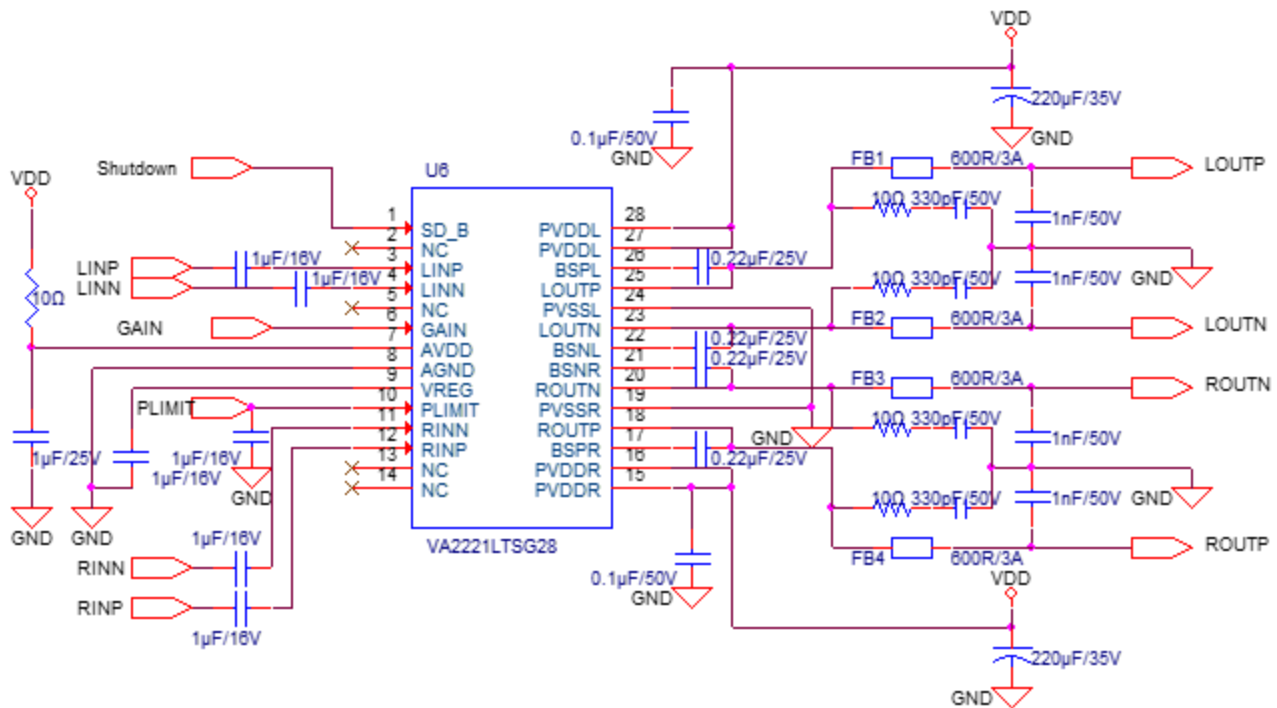 VDD
220μF/35V
GND
0.1μF/50V
GND
FB1
600R/3A
LOUTP
10Ω
330pF/50V
1nF/50V
GND
10Ω
330pF/50V
1nF/50V
FB2
600R/3A
LOUTN
FB3
600R/3A
ROUTN
10Ω
330pF/50V
1nF/50V
GND
10Ω
330pF/50V
1nF/50V
FB4
600R/3A
ROUTP
VDD
220μF/35V
GND
Shutdown
VDD
10Ω
1μF/25V
GND
LINP
1μF/16V
LINN
1μF/16V
GAIN
PLIMIT
1μF/16V
1μF/16V
GND
GND
RINN
1μF/16V
RINP
1μF/16V
U6
1 SD_B
2 NC
3 LINP
4 LINN
5 NC
6 GAIN
7 AVDD
8 AGND
9 VREG
10 PLIMIT
11 RINN
12 RINP
13 NC
14 NC
PVDDL 28
PVDDL 27
BSPL 26
LOUTP 25
PVSSL 24
LOUTN 23
BSNL 22
BSNR 21
ROUTN 20
PVSSR 19
ROUTP 18
BSPR 17
PVDDR 16
PVDDR 15
VA2221LTSG28
0.22μF/25V
0.22μF/25V
0.22μF/25V
GND
0.22μF/25V
0.1μF/50V
GND